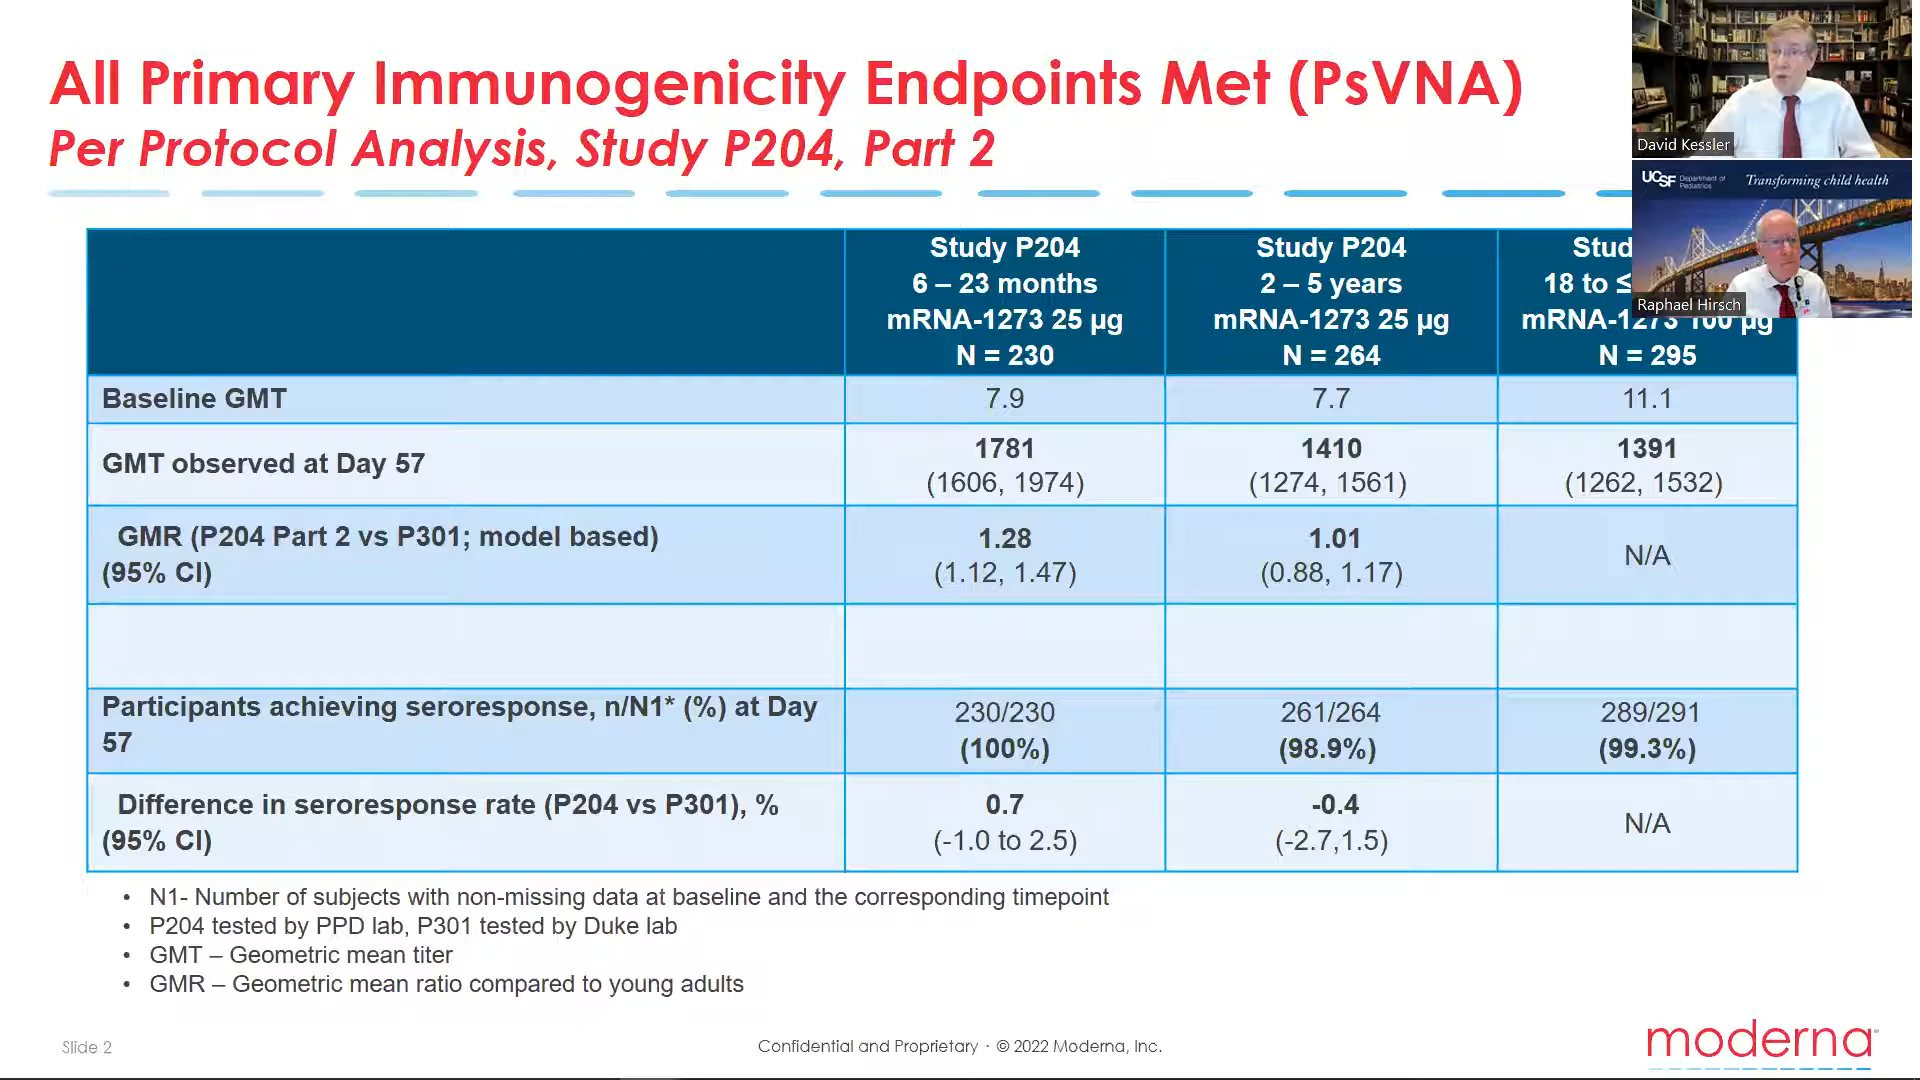 All Primary Immunogenicity Endpoints Met (PsVNA)
Per Protocol Analysis, Study P204, Part 2
David Kessler
UCSF Department of Pediatrics
Transforming child health
Raphael Hirsch
Study P204
6 – 23 months
mRNA-1273 25 µg
N = 230
Study P204
2 – 5 years
mRNA-1273 25 µg
N = 264
Stud
18 to ≤
mRNA-1273 100 µg
N = 295
Baseline GMT
7.9
7.7
11.1
GMT observed at Day 57
1781
(1606, 1974)
1410
(1274, 1561)
1391
(1262, 1532)
GMR (P204 Part 2 vs P301; model based)
(95% CI)
1.28
(1.12, 1.47)
1.01
(0.88, 1.17)
N/A
Participants achieving seroresponse, n/N1* (%) at Day
57
230/230
(100%)
261/264
(98.9%)
289/291
(99.3%)
Difference in seroresponse rate (P204 vs P301), %
(95% CI)
0.7
(-1.0 to 2.5)
-0.4
(-2.7,1.5)
N/A
• N1- Number of subjects with non-missing data at baseline and the corresponding timepoint
• P204 tested by PPD lab, P301 tested by Duke lab
• GMT – Geometric mean titer
• GMR – Geometric mean ratio compared to young adults
Slide 2
Confidential and Proprietary · © 2022 Moderna, Inc.
moderna